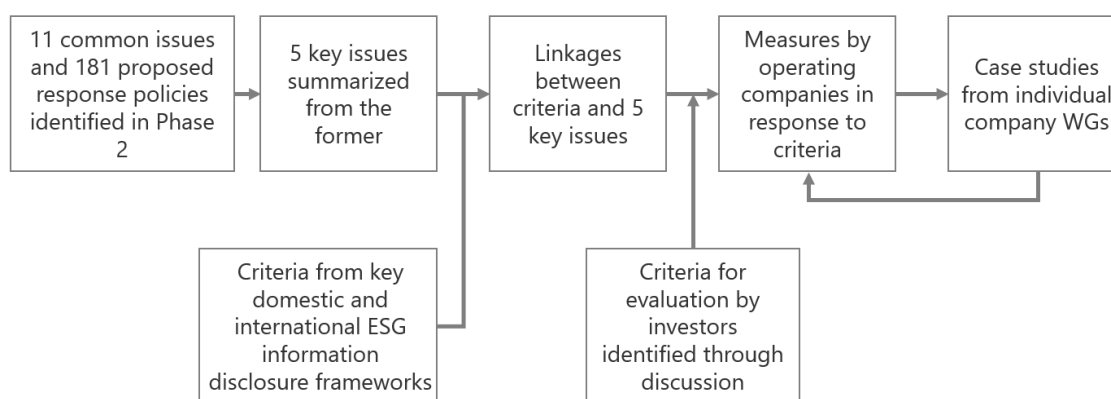 11 common issues
and 181 proposed
response policies
identified in Phase
2
5 key issues
summarized
from the
former
Linkages
between
criteria and 5
key issues
Measures by
operating
companies in
response to
criteria
Case studies
from individual
company WGs
Criteria from key
domestic and
international ESG
information
disclosure frameworks
Criteria for
evaluation by
investors
identified through
discussion